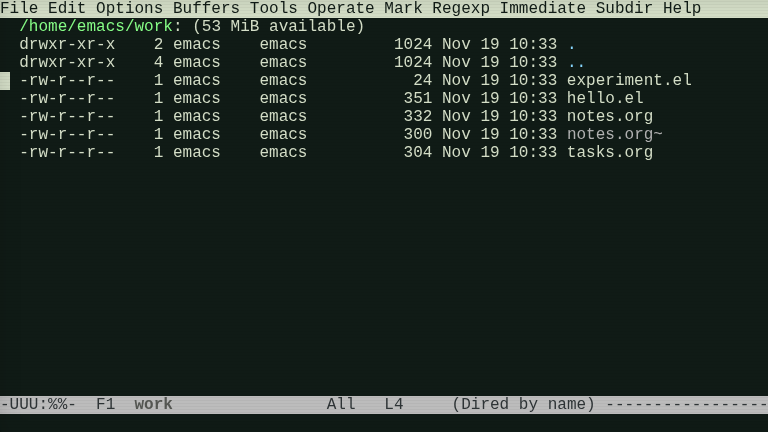 File Edit Options Buffers Tools Operate Mark Regexp Immediate Subdir Help
/home/emacs/work: (53 MiB available)
drwxr-xr-x    2 emacs    emacs         1024 Nov 19 10:33 .
drwxr-xr-x    4 emacs    emacs         1024 Nov 19 10:33 ..
-rw-r--r--    1 emacs    emacs           24 Nov 19 10:33 experiment.el
-rw-r--r--    1 emacs    emacs          351 Nov 19 10:33 hello.el
-rw-r--r--    1 emacs    emacs          332 Nov 19 10:33 notes.org
-rw-r--r--    1 emacs    emacs          300 Nov 19 10:33 notes.org~
-rw-r--r--    1 emacs    emacs          304 Nov 19 10:33 tasks.org
-UUU:%%-  F1  work                All   L4     (Dired by name) -----------------